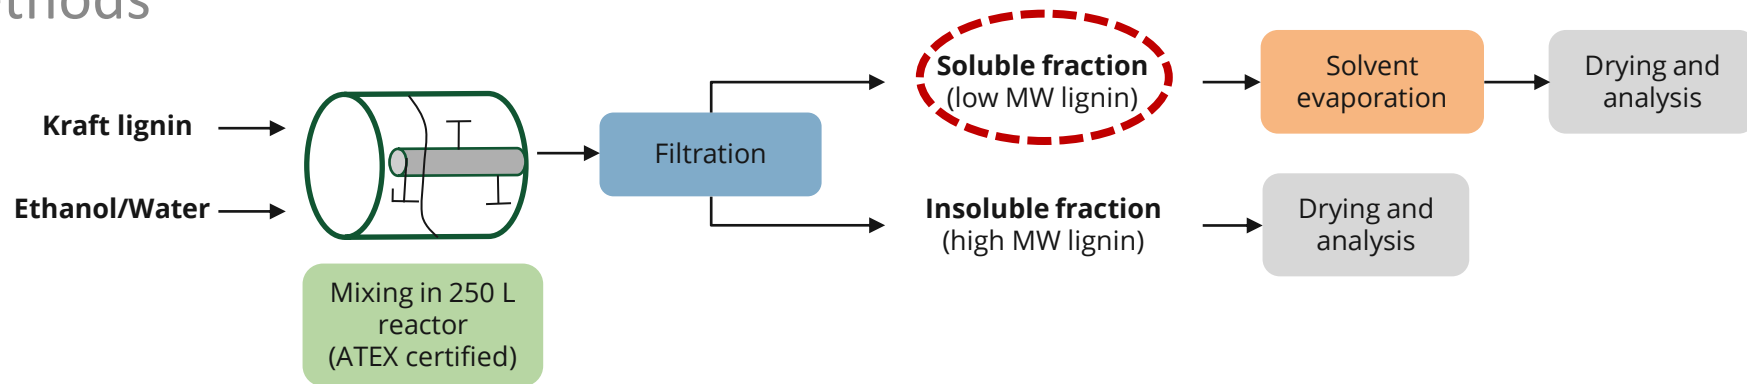 thods
Kraft lignin
Ethanol/Water
Mixing in 250 L
reactor
(ATEX certified)
Filtration
Soluble fraction
(low MW lignin)
Solvent
evaporation
Drying and
analysis
Insoluble fraction
(high MW lignin)
Drying and
analysis